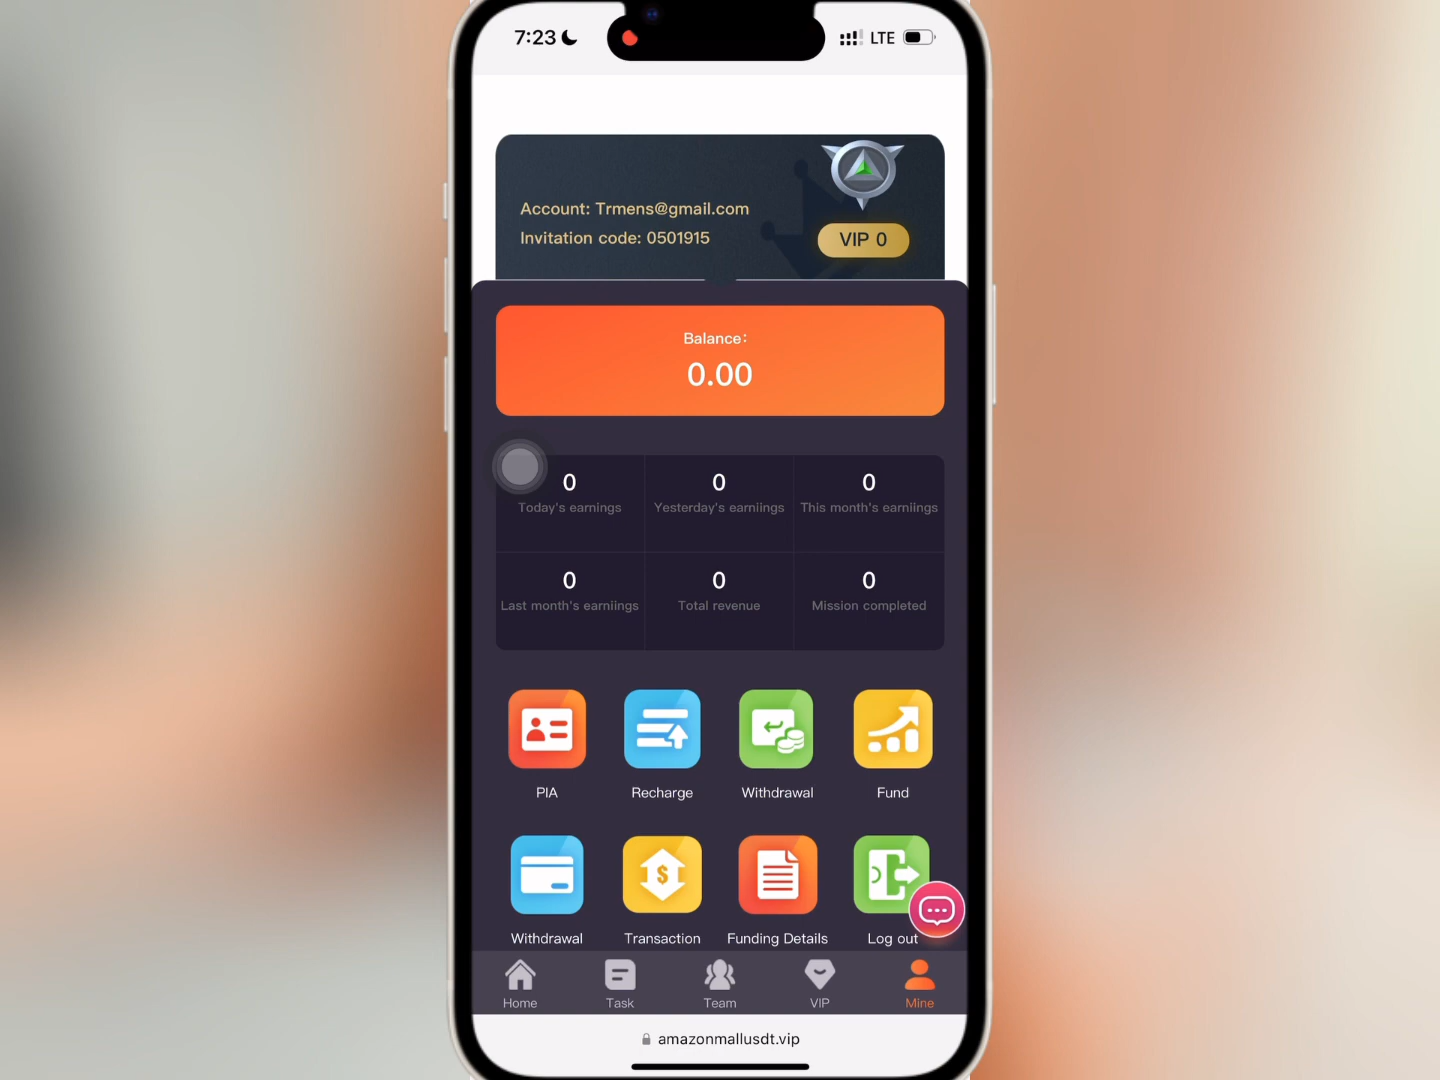 7:23
LTE
Account: Trmens@gmail.com
Invitation code: 0501915
VIP 0
Balance:
0.00
0
0
0
Today's earnings
Yesterday's earniings
This month's earniings
0
0
0
Last month's earniings
Total revenue
Mission completed
PIA
Recharge
Withdrawal
Fund
$
Withdrawal
Transaction
Funding Details
Log out
Home
Task
Team
VIP
Mine
amazonmallusdt.vip